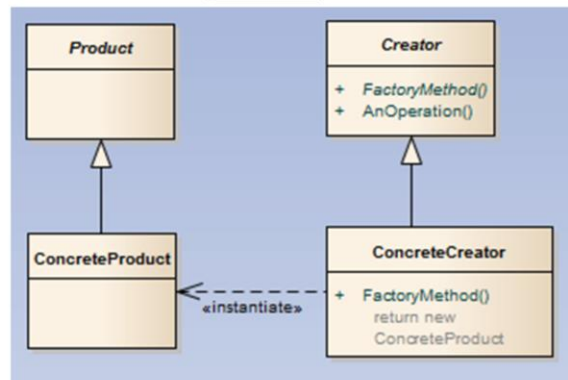 Product
Creator
+ FactoryMethod()
+ AnOperation()
ConcreteProduct
ConcreteCreator
+ FactoryMethod()
return new
ConcreteProduct
«instantiate»